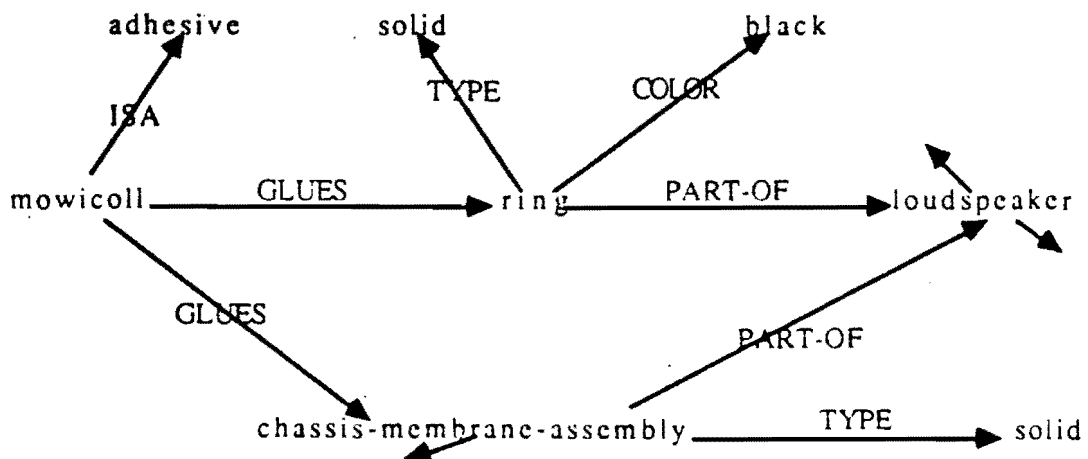 adhesive solid black
TYPE COLOR
ISA
mowicoll GLUES ring PART-OF loudspeaker
GLUES
PART-OF
chassis-membrane-assembly TYPE solid